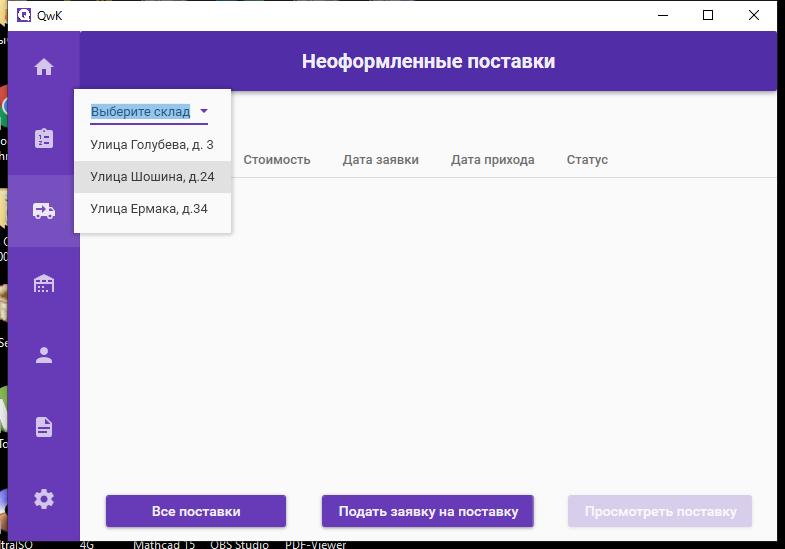 QwK
Неоформленные поставки
Выберите склад
Улица Голубева, д. 3
Стоимость Дата заявки Дата прихода Статус
Улица Шошина, д.24
Улица Ермака, д.34
Все поставки Подать заявку на поставку Просмотреть поставку
4G Mathcad 15 OBS Studio PDF-Viewer